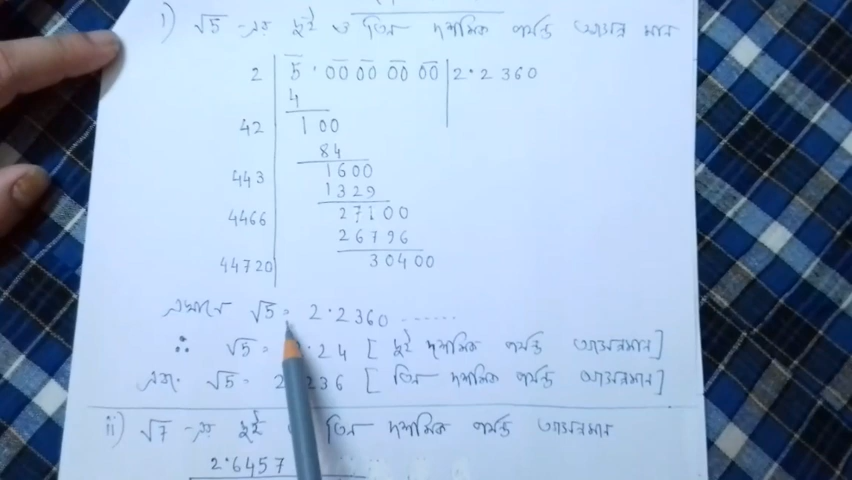 ১) √5 -এর দুই ও তিন দশমিক পর্যন্ত আসন্ন মান
2 5.00 00 00 00 2.2360
4
42 100
84
443 1600
1329
4466 27100
26796
44720 30400
এখানে √5 = 2.2360 ......
∴ √5 = 2.24 [ দুই দশমিক পর্যন্ত আসন্নমান ]
এবং √5 = 2.236 [ তিন দশমিক পর্যন্ত আসন্নমান ]
ii) √7 -এর দুই ও তিন দশমিক পর্যন্ত আসন্নমান
2.6457